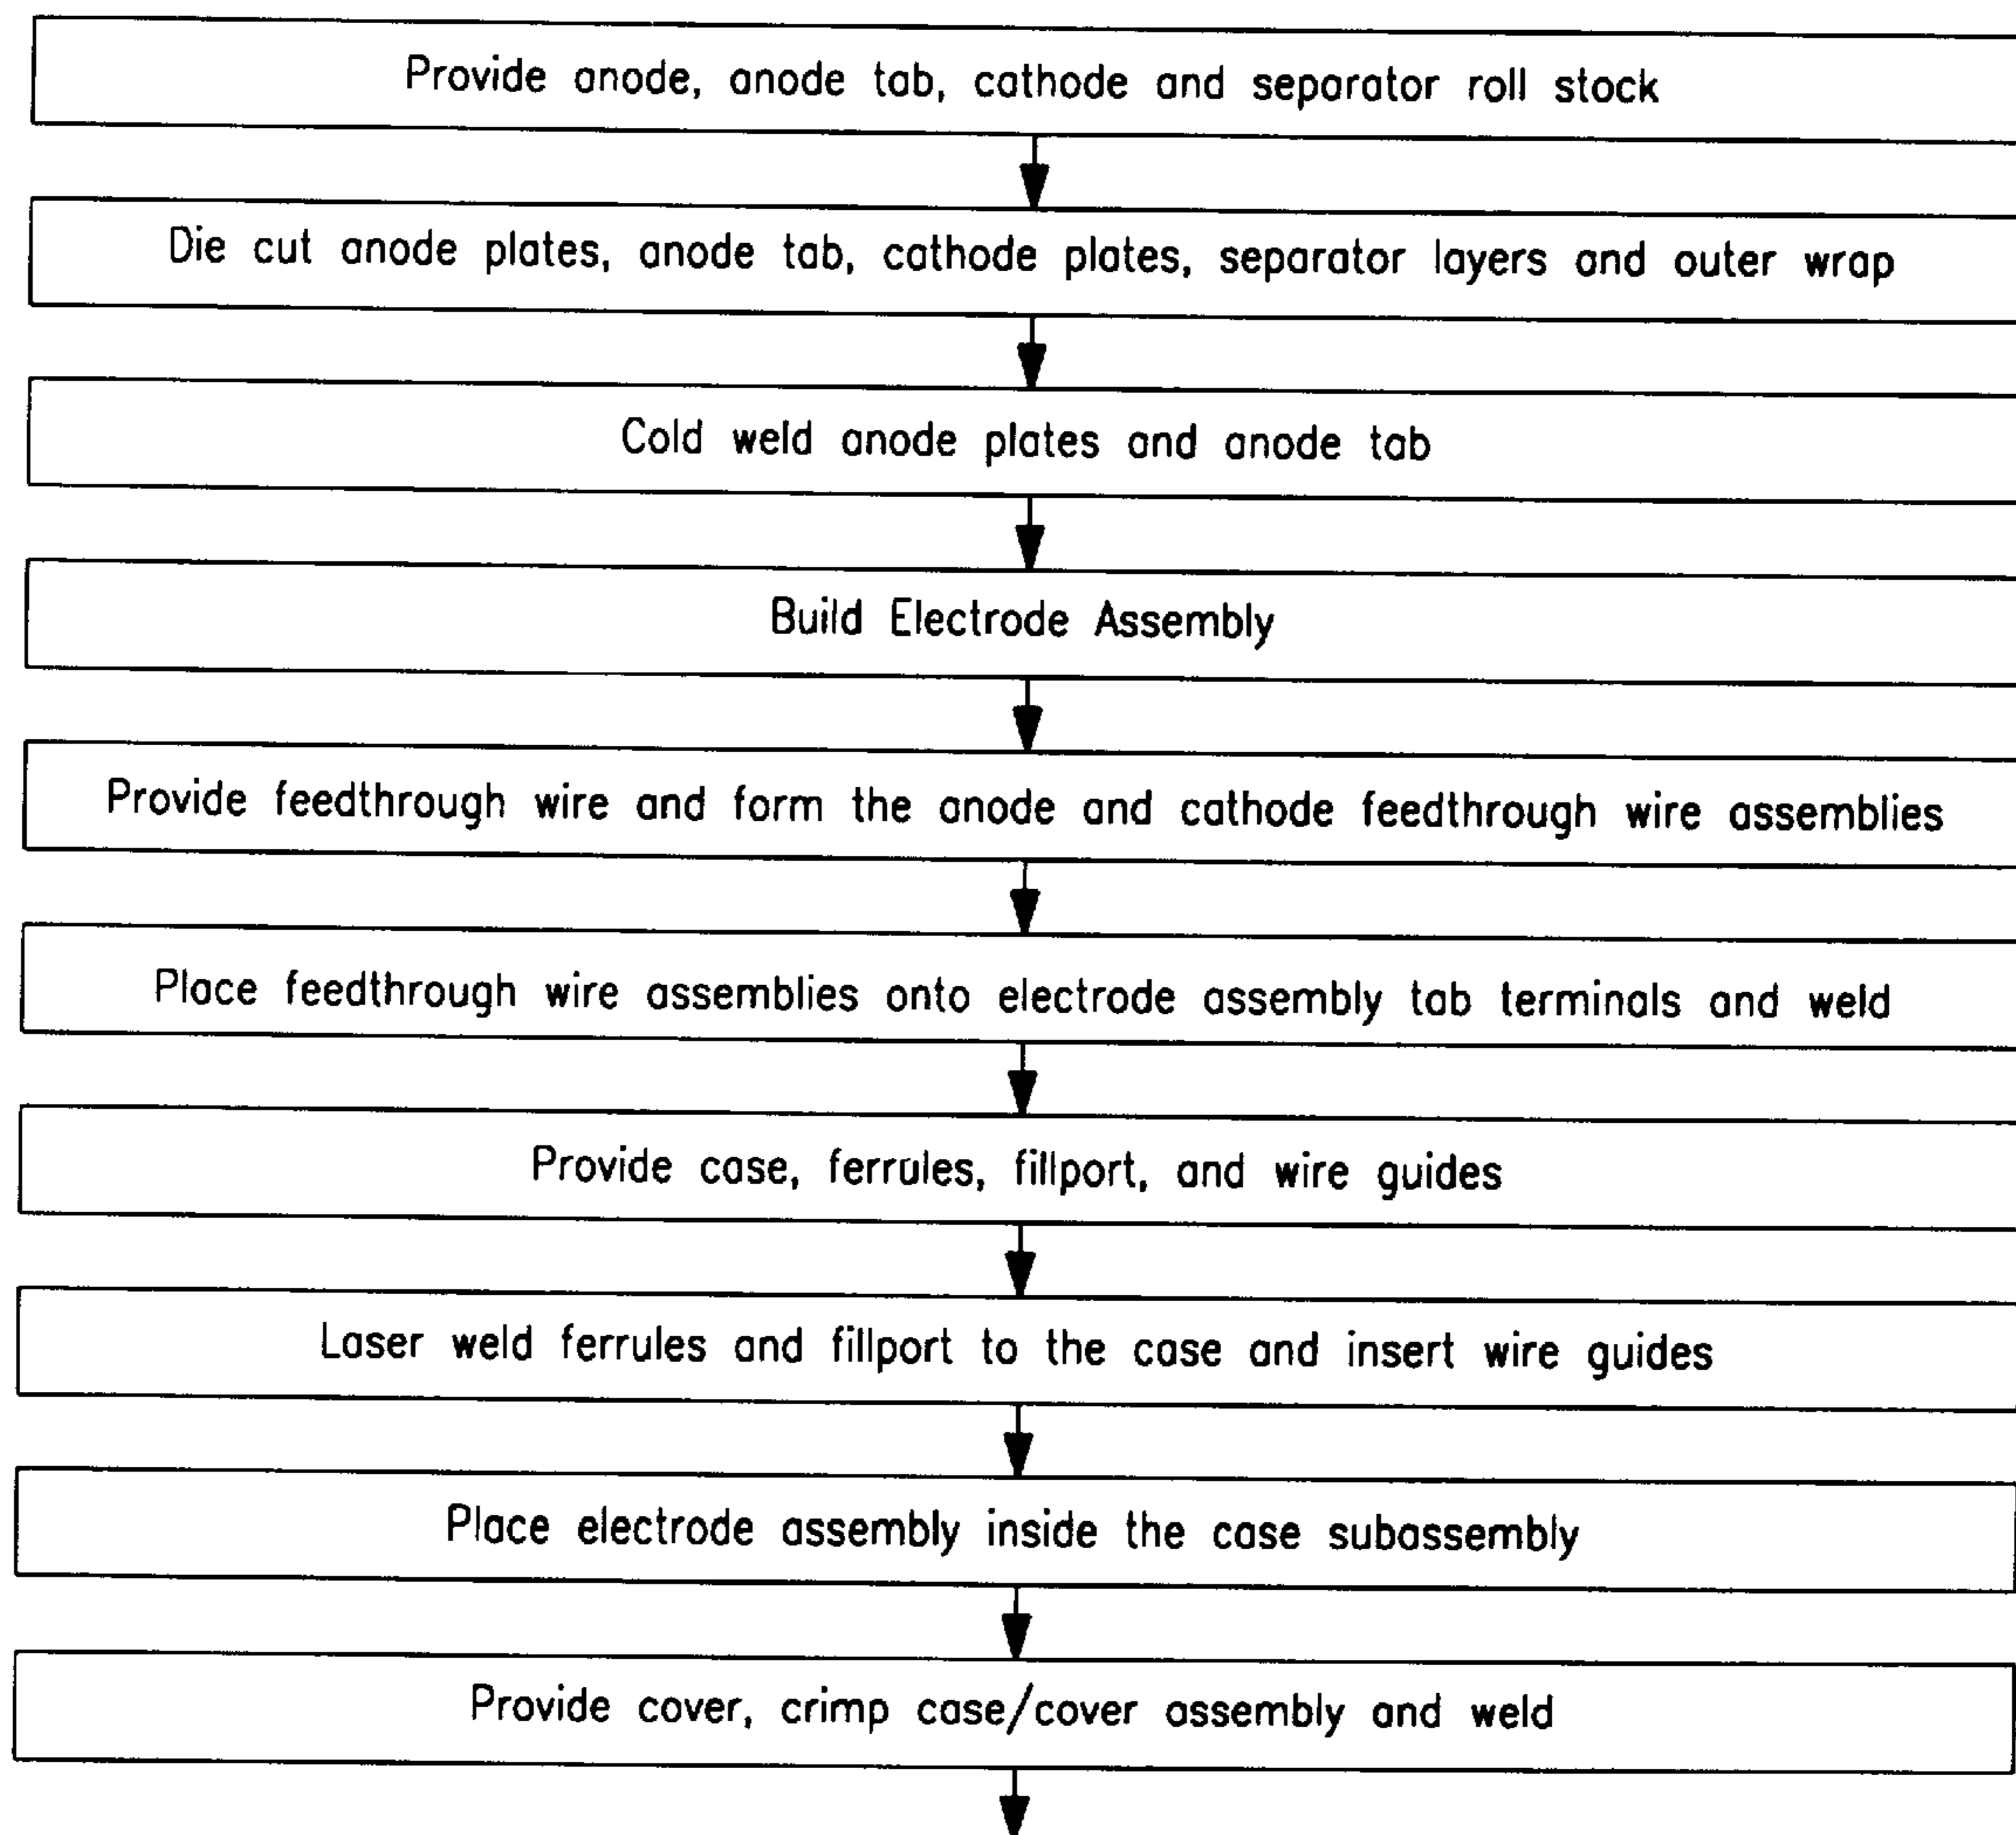 Provide anode, anode tab, cathode and separator roll stock
Die cut anode plates, anode tab, cathode plates, separator layers and outer wrap
Cold weld anode plates and anode tab
Build Electrode Assembly
Provide feedthrough wire and form the anode and cathode feedthrough wire assemblies
Place feedthrough wire assemblies onto electrode assembly tab terminals and weld
Provide case, ferrules, fillport, and wire guides
Laser weld ferrules and fillport to the case and insert wire guides
Place electrode assembly inside the case subassembly
Provide cover, crimp case/cover assembly and weld